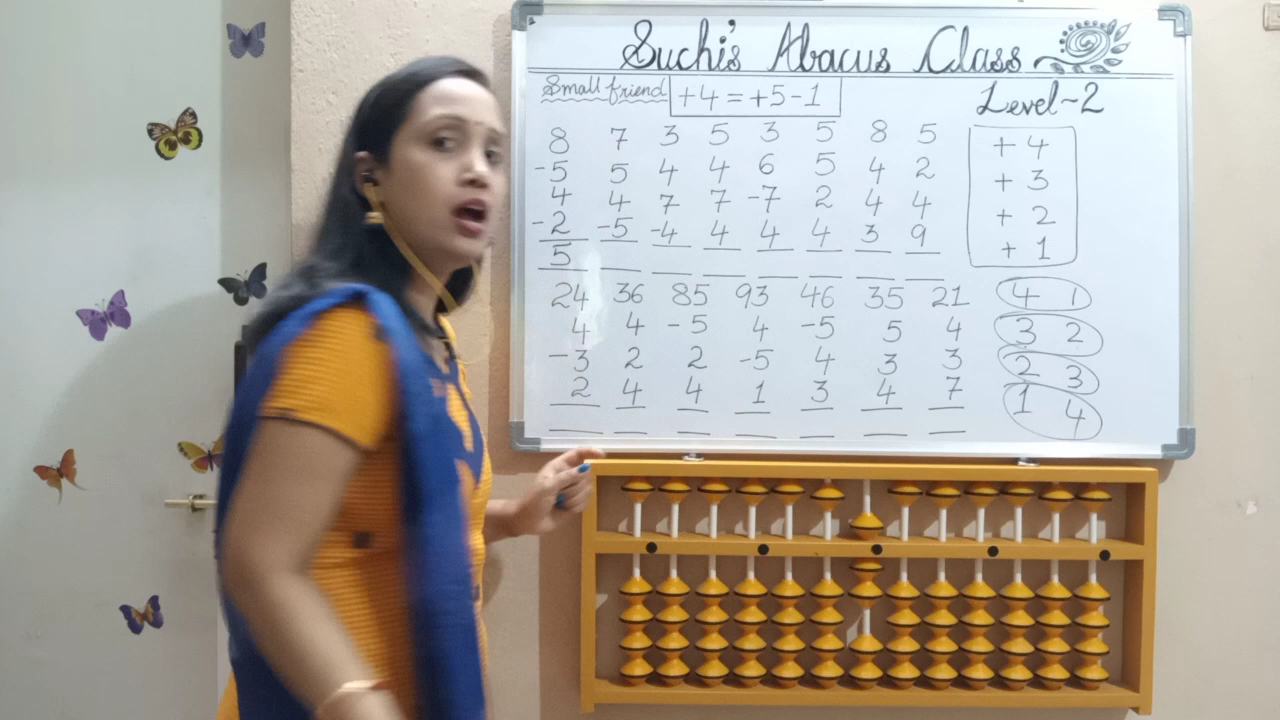 Suchi's Abacus Class
Small friend +4 = +5-1
Level-2
8 7 3 5 3 5 8 5
-5 5 4 4 6 5 4 2
4 4 7 7 -7 2 4 4
-2 -5 -4 4 4 4 3 9
5
24 36 85 93 46 35 21
4 4 -5 4 -5 5 4
-3 2 2 -5 4 3 3
2 4 4 1 3 4 7
+4
+3
+2
+1
4 1
3 2
2 3
1 4